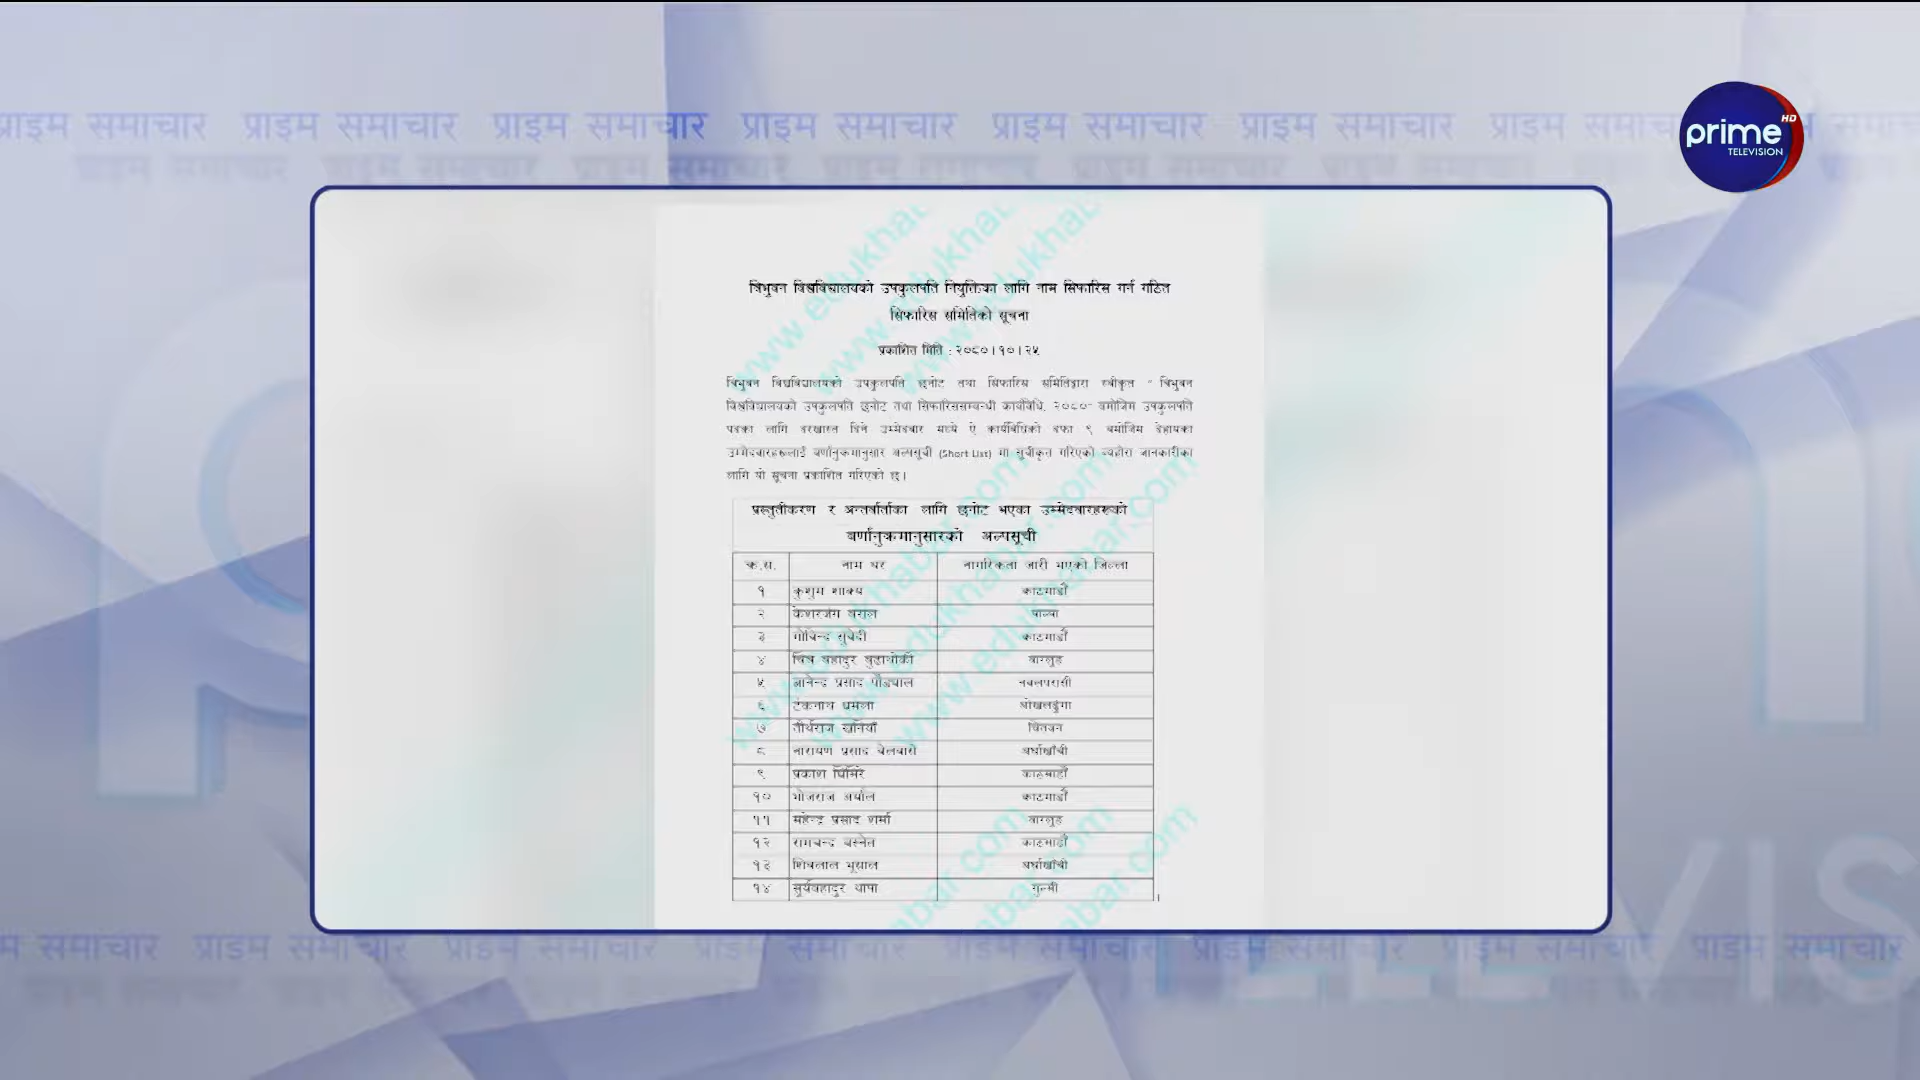 प्राइम समाचार प्राइम समाचार प्राइम समाचार प्राइम समाचार प्राइम समाचार प्राइम समाचार प्राइम समाचार
prime HD
TELEVISION
त्रिभुवन विश्वविद्यालयको उपकुलपति नियुक्तिका लागि नाम सिफारिस गर्न गठित
सिफारिस समितिको सूचना
प्रकाशित मिति : २०८०।१०।२५
त्रिभुवन विश्वविद्यालयको उपकुलपति छनोट तथा सिफारिस समितिद्वारा स्वीकृत " त्रिभुवन
विश्वविद्यालयको उपकुलपति छनोट तथा सिफारिससम्बन्धी कार्यविधि, २०८०" बमोजिम उपकुलपति
पदका लागि दरखास्त दिने उम्मेदवार मध्ये ऐ कार्यबिधिको दफा ९ बमोजिम देहायका
उम्मेदवारहरूलाई बर्णानुक्रमानुसार अल्पसूची (Short List) मा सूचीकृत गरिएको व्यहोरा जानकारीका
लागि यो सूचना प्रकाशित गरिएको छ।
प्रस्तुतीकरण र अन्तर्वार्ताका लागि छनोट भएका उम्मेदवारहरूको
बर्णानुक्रमानुसारको अल्पसूची
क्र.स. नाम थर नागरिकता जारी भएको जिल्ला
१ कुशुम शाक्य काठमाडौं
२ केशरजंग बराल पाल्पा
३ गोविन्द सुवेदी काठमाडौं
४ चित्र बहादुर बुढाथोकी बाग्लुङ
५ ज्ञानेन्द्र प्रसाद पौड्याल नवलपरासी
६ टंकनाथ धमला ओखलढुंगा
७ तीर्थराज खनियाँ चितवन
८ नारायण प्रसाद बेलबासे अर्घाखाँची
९ प्रकाश घिमिरे काठमाडौं
१० भोजराज अर्याल काठमाडौं
११ महेन्द्र प्रसाद शर्मा बाग्लुङ
१२ रामचन्द्र बस्नेत काठमाडौं
१३ शिवलाल भूसाल अर्घाखाँची
१४ सुर्यबहादुर थापा गुल्मी
www.edukhabar.com
प्राइम समाचार प्राइम समाचार प्राइम समाचार प्राइम समाचार प्राइम समाचार प्राइम समाचार प्राइम समाचार